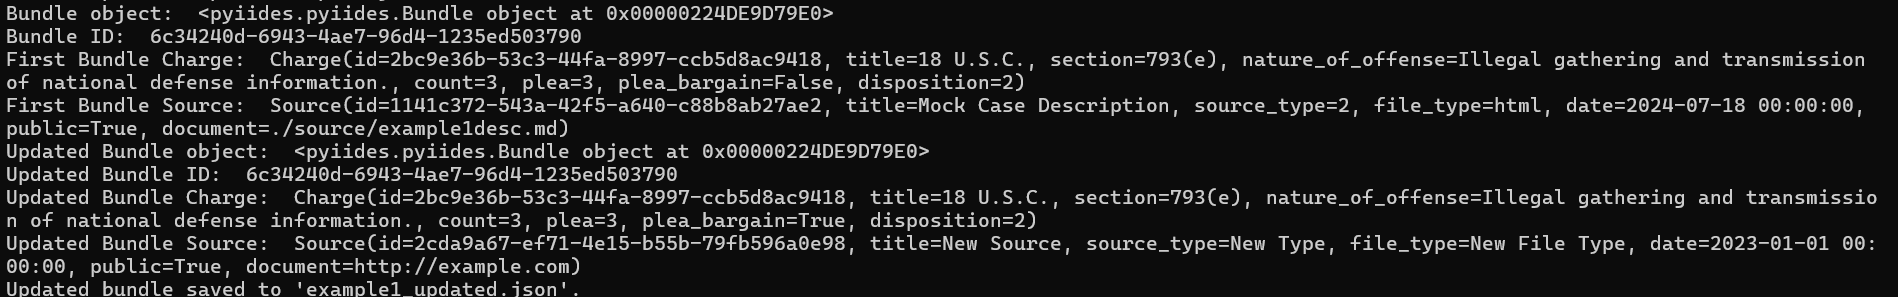 Bundle object:  <pyiides.pyiides.Bundle object at 0x00000224DE9D79E0>
Bundle ID:  6c34240d-6943-4ae7-96d4-1235ed503790
First Bundle Charge:  Charge(id=2bc9e36b-53c3-44fa-8997-ccb5d8ac9418, title=18 U.S.C., section=793(e), nature_of_offense=Illegal gathering and transmission
of national defense information., count=3, plea=3, plea_bargain=False, disposition=2)
First Bundle Source:  Source(id=1141c372-543a-42f5-a640-c88b8ab27ae2, title=Mock Case Description, source_type=2, file_type=html, date=2024-07-18 00:00:00,
public=True, document=./source/example1desc.md)
Updated Bundle object:  <pyiides.pyiides.Bundle object at 0x00000224DE9D79E0>
Updated Bundle ID:  6c34240d-6943-4ae7-96d4-1235ed503790
Updated Bundle Charge:  Charge(id=2bc9e36b-53c3-44fa-8997-ccb5d8ac9418, title=18 U.S.C., section=793(e), nature_of_offense=Illegal gathering and transmissio
n of national defense information., count=3, plea=3, plea_bargain=True, disposition=2)
Updated Bundle Source:  Source(id=2cda9a67-ef71-4e15-b55b-79fb596a0e98, title=New Source, source_type=New Type, file_type=New File Type, date=2023-01-01 00:
00:00, public=True, document=http://example.com)
Updated bundle saved to 'example1_updated.json'.